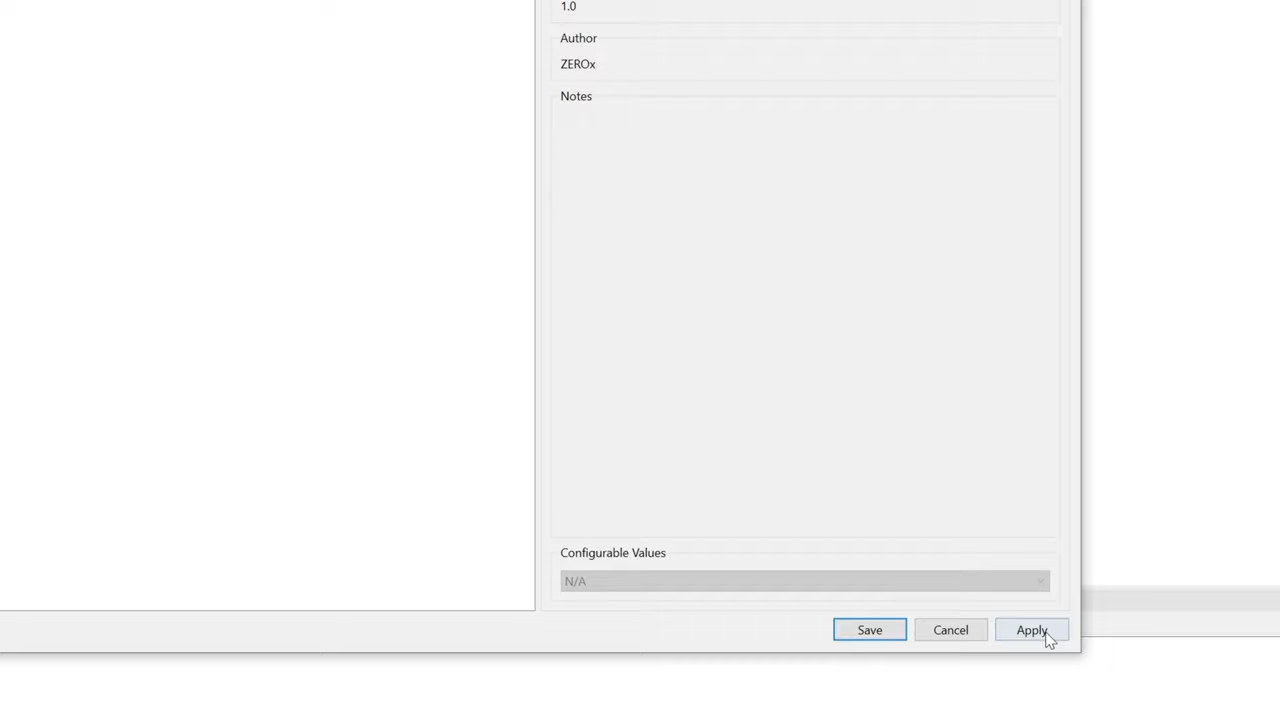 1.0
Author
ZEROx
Notes
Configurable Values
N/A
Save
Cancel
Apply